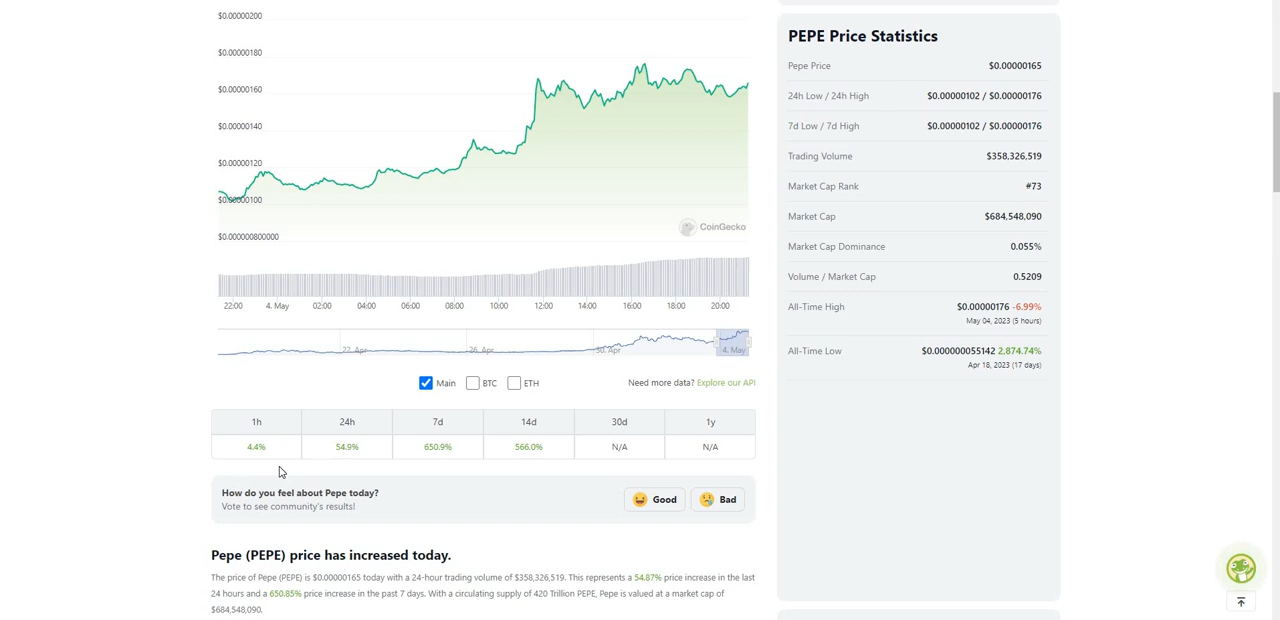 $0.00000200
$0.00000180
$0.00000160
$0.00000140
$0.00000120
$0.00000100
$0.000000800000
CoinGecko
22:00 4. May 02:00 04:00 06:00 08:00 10:00 12:00 14:00 16:00 18:00 20:00
22. Apr 26. Apr 30. Apr 4. May
Main BTC ETH Need more data? Explore our API
1h 24h 7d 14d 30d 1y
4.4% 54.9% 650.9% 566.0% N/A N/A
How do you feel about Pepe today?
Vote to see community's results!
Good Bad
Pepe (PEPE) price has increased today.
The price of Pepe (PEPE) is $0.00000165 today with a 24-hour trading volume of $358,326,519. This represents a 54.87% price increase in the last
24 hours and a 650.85% price increase in the past 7 days. With a circulating supply of 420 Trillion PEPE, Pepe is valued at a market cap of
$684,548,090.
PEPE Price Statistics
Pepe Price $0.00000165
24h Low / 24h High $0.00000102 / $0.00000176
7d Low / 7d High $0.00000102 / $0.00000176
Trading Volume $358,326,519
Market Cap Rank #73
Market Cap $684,548,090
Market Cap Dominance 0.055%
Volume / Market Cap 0.5209
All-Time High $0.00000176 -6.99%
May 04, 2023 (5 hours)
All-Time Low $0.000000055142 2,874.74%
Apr 18, 2023 (17 days)